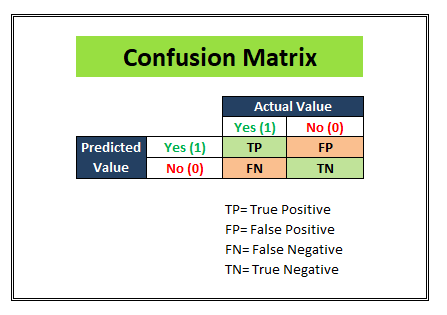 Confusion Matrix
Actual Value
Yes (1) No (0)
Predicted Value Yes (1) TP FP
No (0) FN TN
TP= True Positive
FP= False Positive
FN= False Negative
TN= True Negative